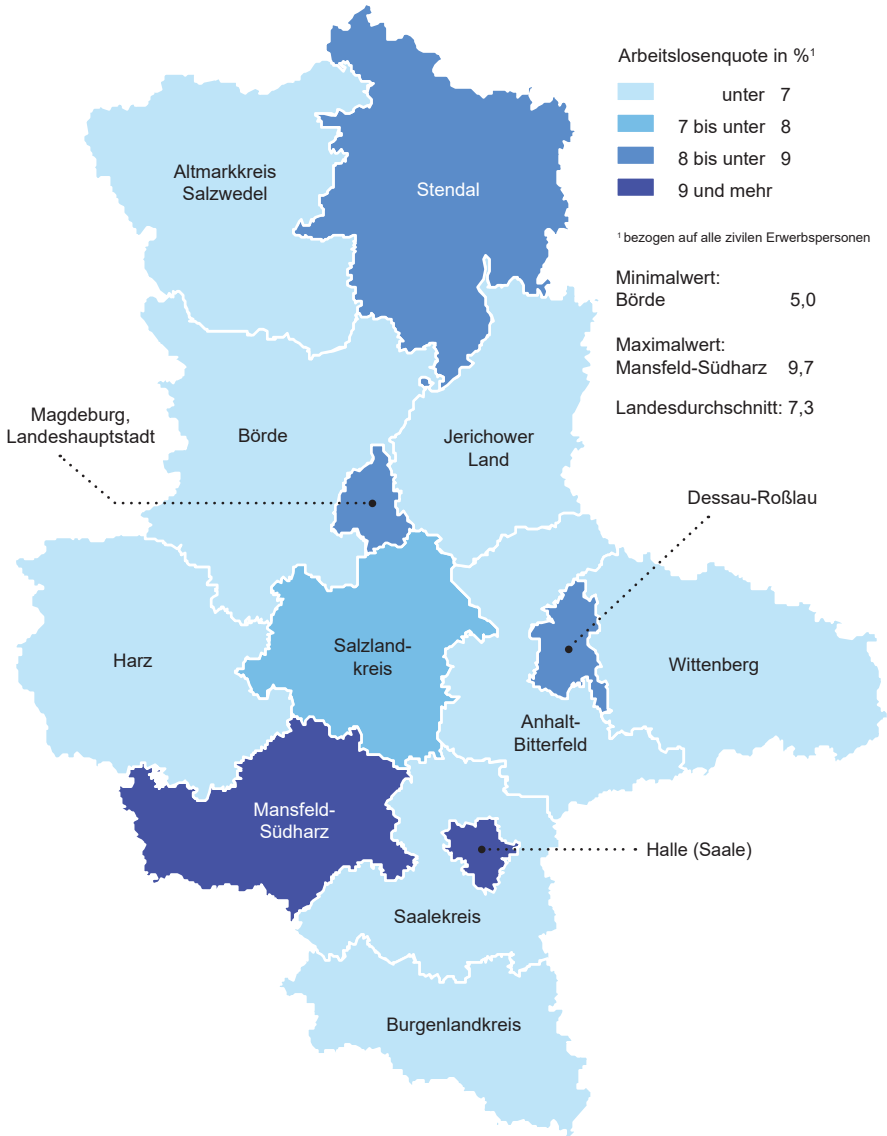 Arbeitslosenquote in %¹
unter 7
7 bis unter 8
8 bis unter 9
9 und mehr
¹ bezogen auf alle zivilen Erwerbspersonen
Minimalwert:
Börde 5,0
Maximalwert:
Mansfeld-Südharz 9,7
Landesdurchschnitt: 7,3
Altmarkkreis
Salzwedel
Stendal
Magdeburg,
Landeshauptstadt
Börde
Jerichower
Land
Dessau-Roßlau
Harz
Salzland-
kreis
Wittenberg
Anhalt-
Bitterfeld
Mansfeld-
Südharz
Halle (Saale)
Saalekreis
Burgenlandkreis